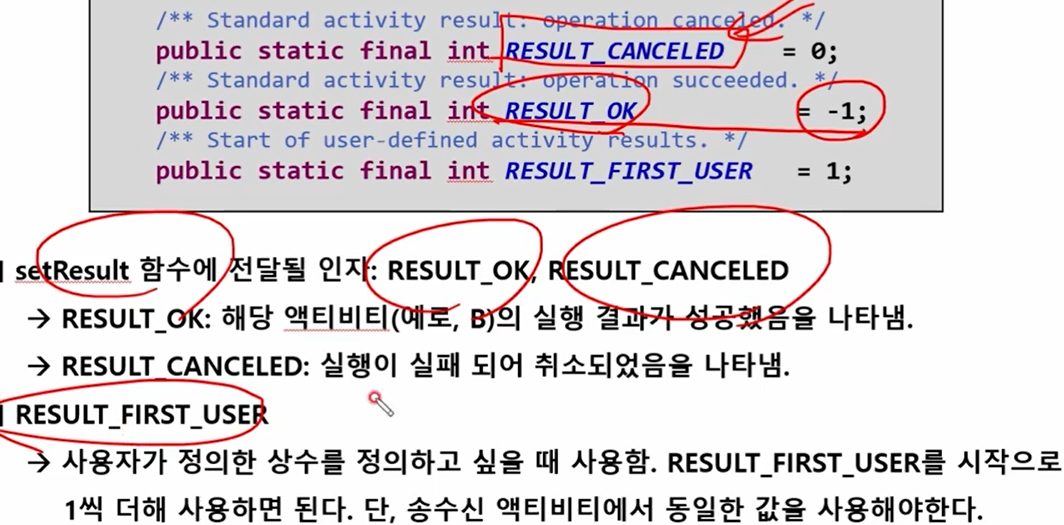 /** Standard activity result: operation canceled. */
public static final int RESULT_CANCELED = 0;
/** Standard activity result: operation succeeded. */
public static final int RESULT_OK = -1;
/** Start of user-defined activity results. */
public static final int RESULT_FIRST_USER = 1;
setResult 함수에 전달될 인자: RESULT_OK, RESULT_CANCELED
→ RESULT_OK: 해당 액티비티(예로, B)의 실행 결과가 성공했음을 나타냄.
→ RESULT_CANCELED: 실행이 실패 되어 취소되었음을 나타냄.
RESULT_FIRST_USER
→ 사용자가 정의한 상수를 정의하고 싶을 때 사용함. RESULT_FIRST_USER를 시작으로
1씩 더해 사용하면 된다. 단, 송수신 액티비티에서 동일한 값을 사용해야한다.